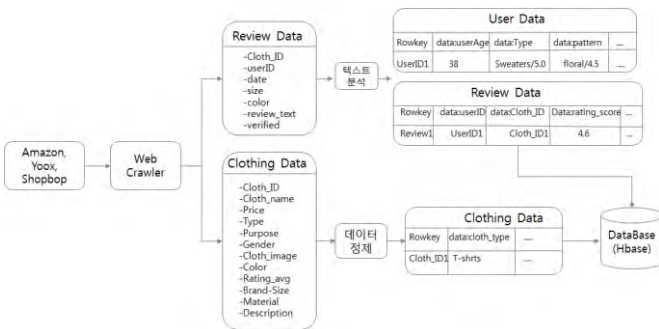 Amazon,
Yoox,
Shopbop
Web
Crawler
Review Data
-Cloth_ID
-userID
-date
-size
-color
-review_text
-verified
Clothing Data
-Cloth_ID
-Cloth_name
-Price
-Type
-Purpose
-Gender
-Cloth_image
-Color
-Rating_avg
-Brand-Size
-Material
-Description
텍스트
분석
데이터
정제
User Data
Rowkey data:userAge data:Type data:pattern ....
UserID1 38 Sweaters/5.0 floral/4.5 ....
Review Data
Rowkey data:userID data:Cloth_ID Data:rating_score ...
Review1 UserID1 Cloth_ID1 4.6 ...
Clothing Data
Rowkey data:cloth_type ....
Cloth_ID1 T-shrts ....
DataBase
(Hbase)